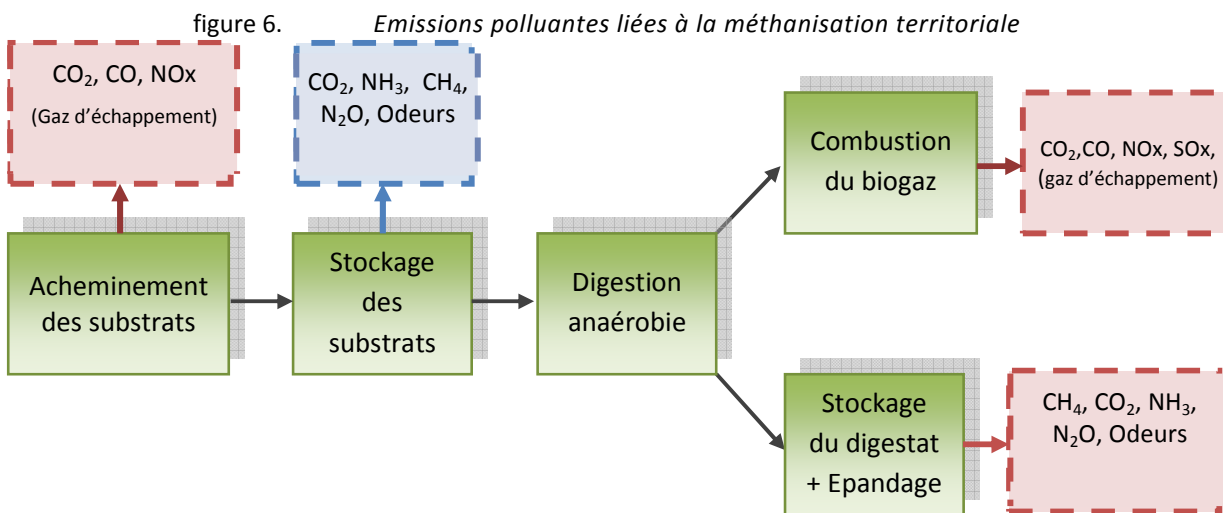 figure 6. Emissions polluantes liées à la méthanisation territoriale
CO₂, CO, NOx
(Gaz d’échappement)
CO₂, NH₃, CH₄,
N₂O, Odeurs
Combustion
du biogaz
CO₂,CO, NOx, SOx,
(gaz d’échappement)
Acheminement
des substrats
Stockage
des
substrats
Digestion
anaérobie
Stockage
du digestat
+ Epandage
CH₄, CO₂, NH₃,
N₂O, Odeurs